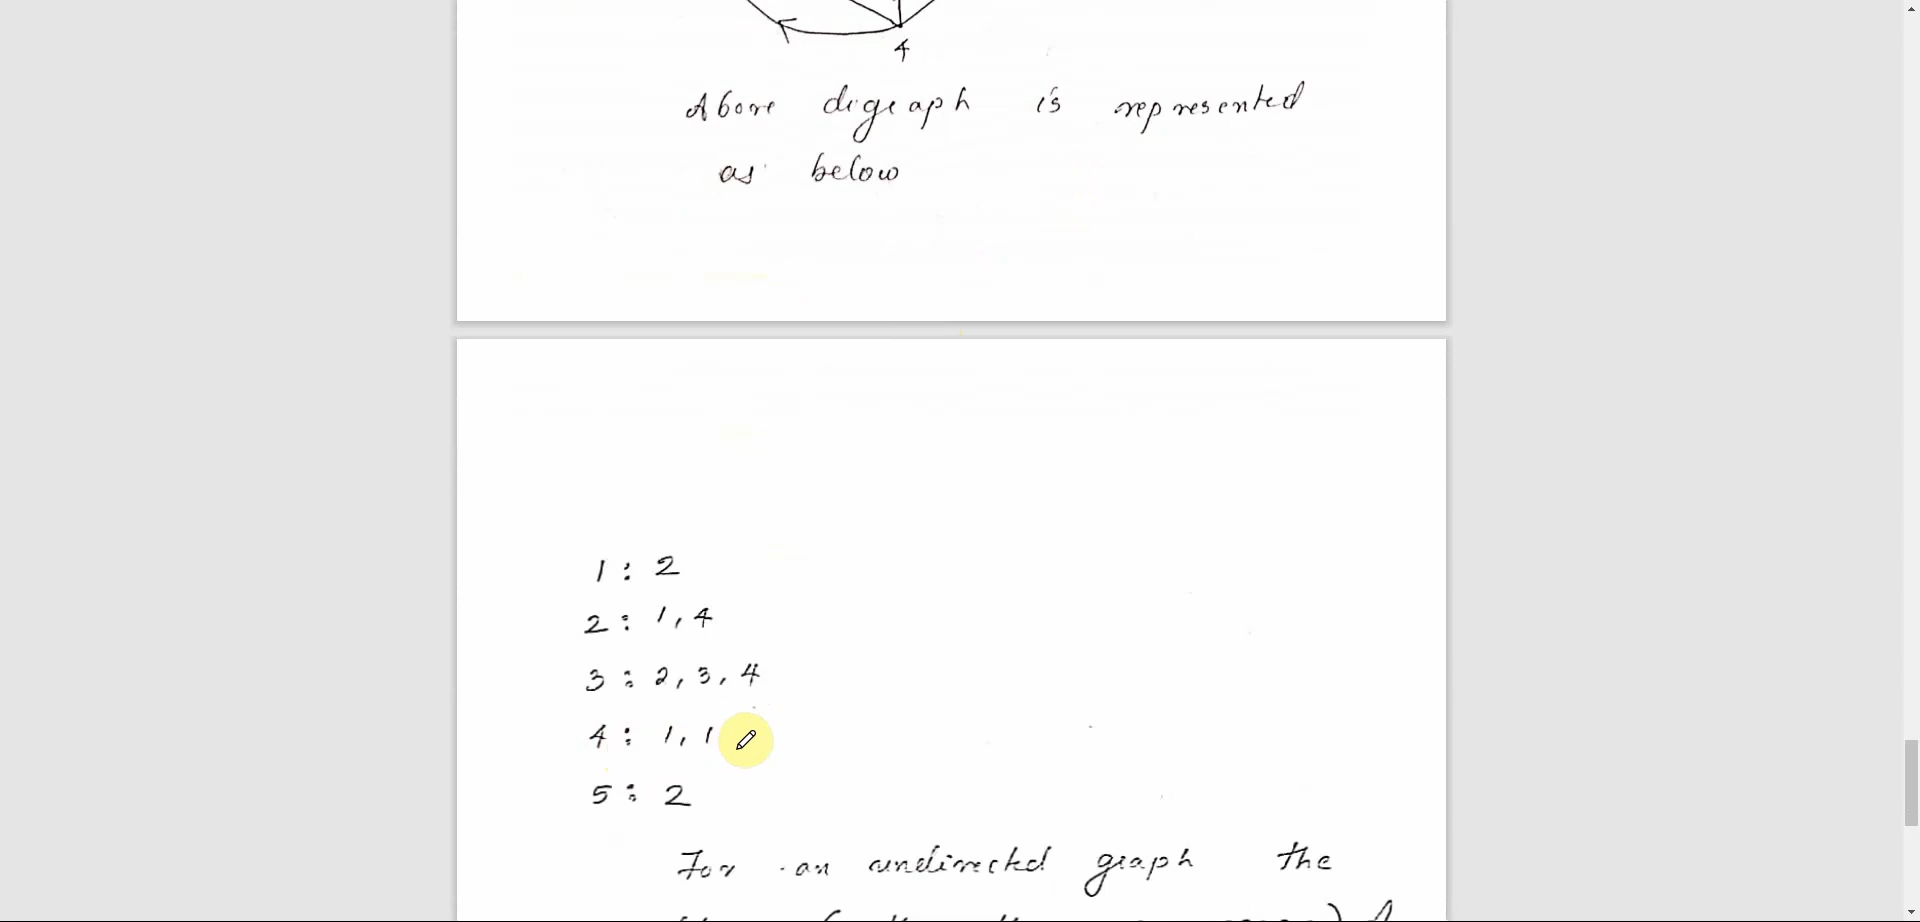 4
Above digraph is represented
as below
1 : 2
2 : 1, 4
3 : 2, 3, 4
4 : 1, 1
5 : 2
For an undirected graph the